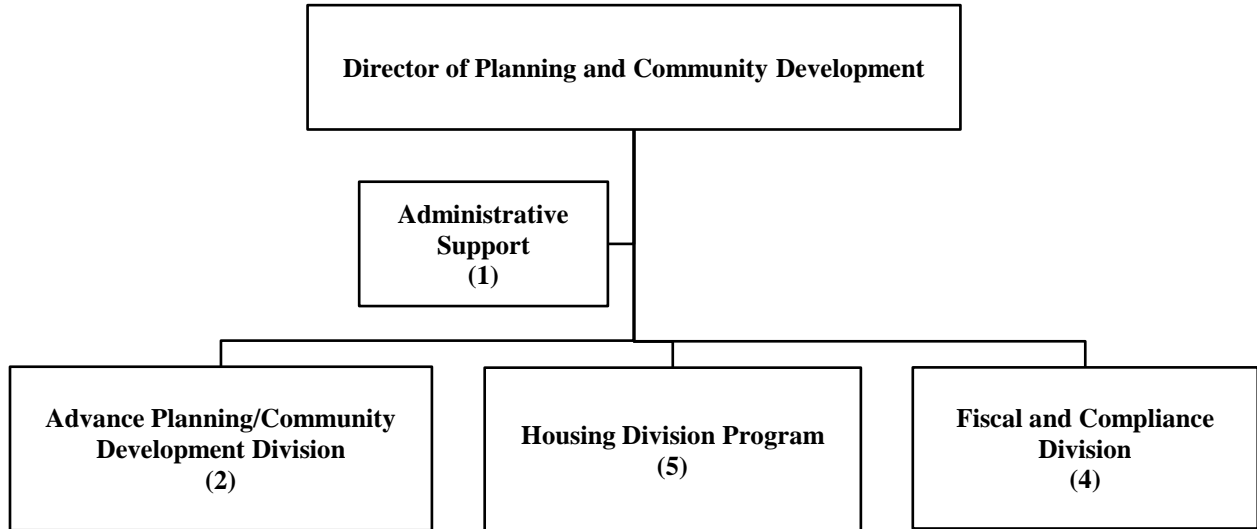 Director of Planning and Community Development
Administrative
Support
(1)
Advance Planning/Community
Development Division
(2)
Housing Division Program
(5)
Fiscal and Compliance
Division
(4)